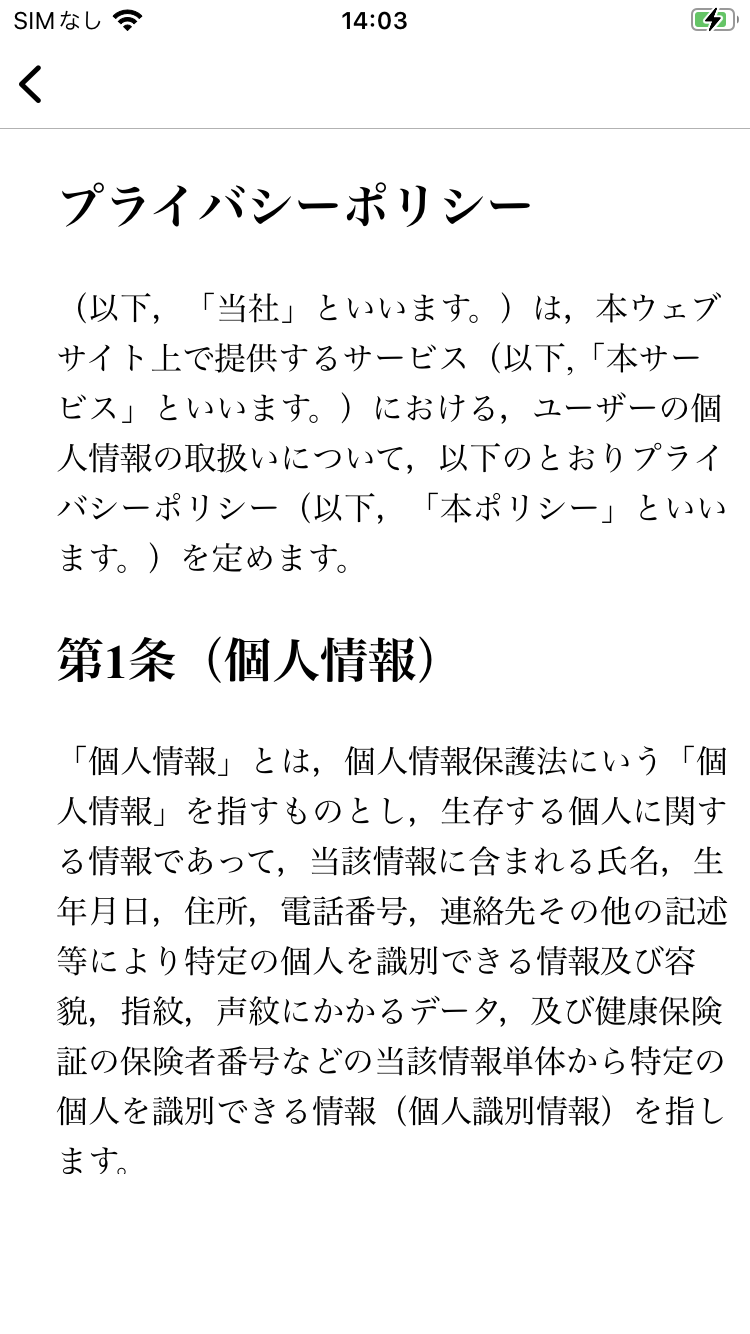 SIMなし 14:03
プライバシーポリシー
（以下，「当社」といいます。）は，本ウェブ
サイト上で提供するサービス（以下,「本サー
ビス」といいます。）における，ユーザーの個
人情報の取扱いについて，以下のとおりプライ
バシーポリシー（以下，「本ポリシー」といい
ます。）を定めます。
第1条（個人情報）
「個人情報」とは，個人情報保護法にいう「個
人情報」を指すものとし，生存する個人に関す
る情報であって，当該情報に含まれる氏名，生
年月日，住所，電話番号，連絡先その他の記述
等により特定の個人を識別できる情報及び容
貌，指紋，声紋にかかるデータ，及び健康保険
証の保険者番号などの当該情報単体から特定の
個人を識別できる情報（個人識別情報）を指し
ます。